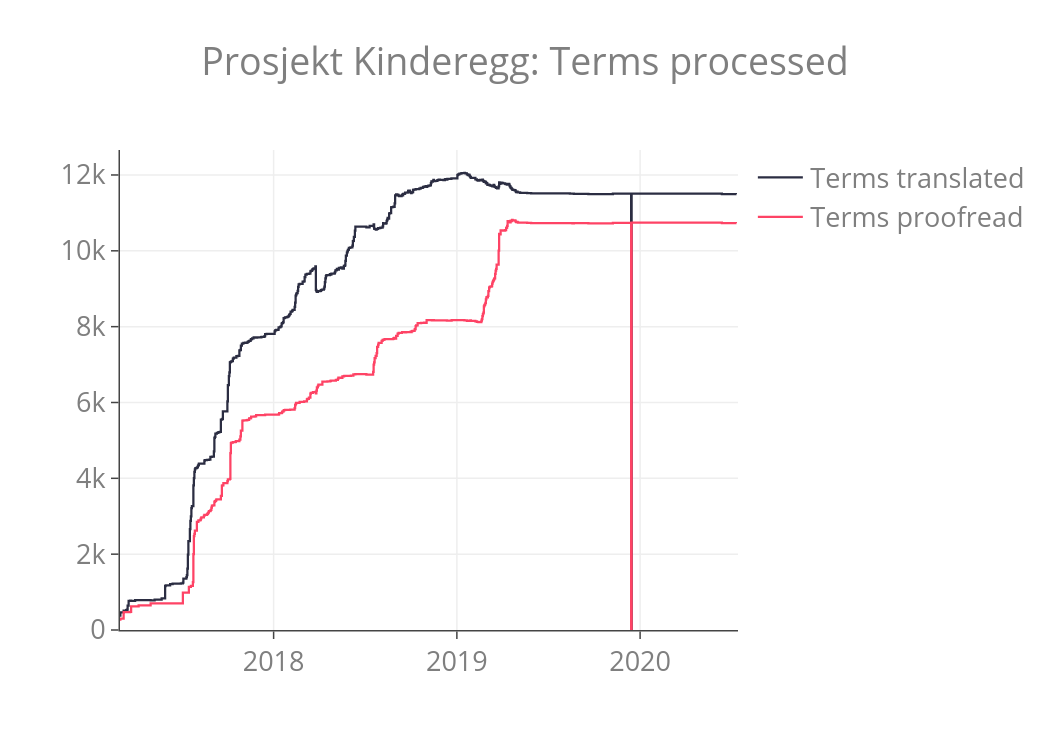 Prosjekt Kinderegg: Terms processed
12k
10k
8k
6k
4k
2k
0
2018 2019 2020
Terms translated
Terms proofread